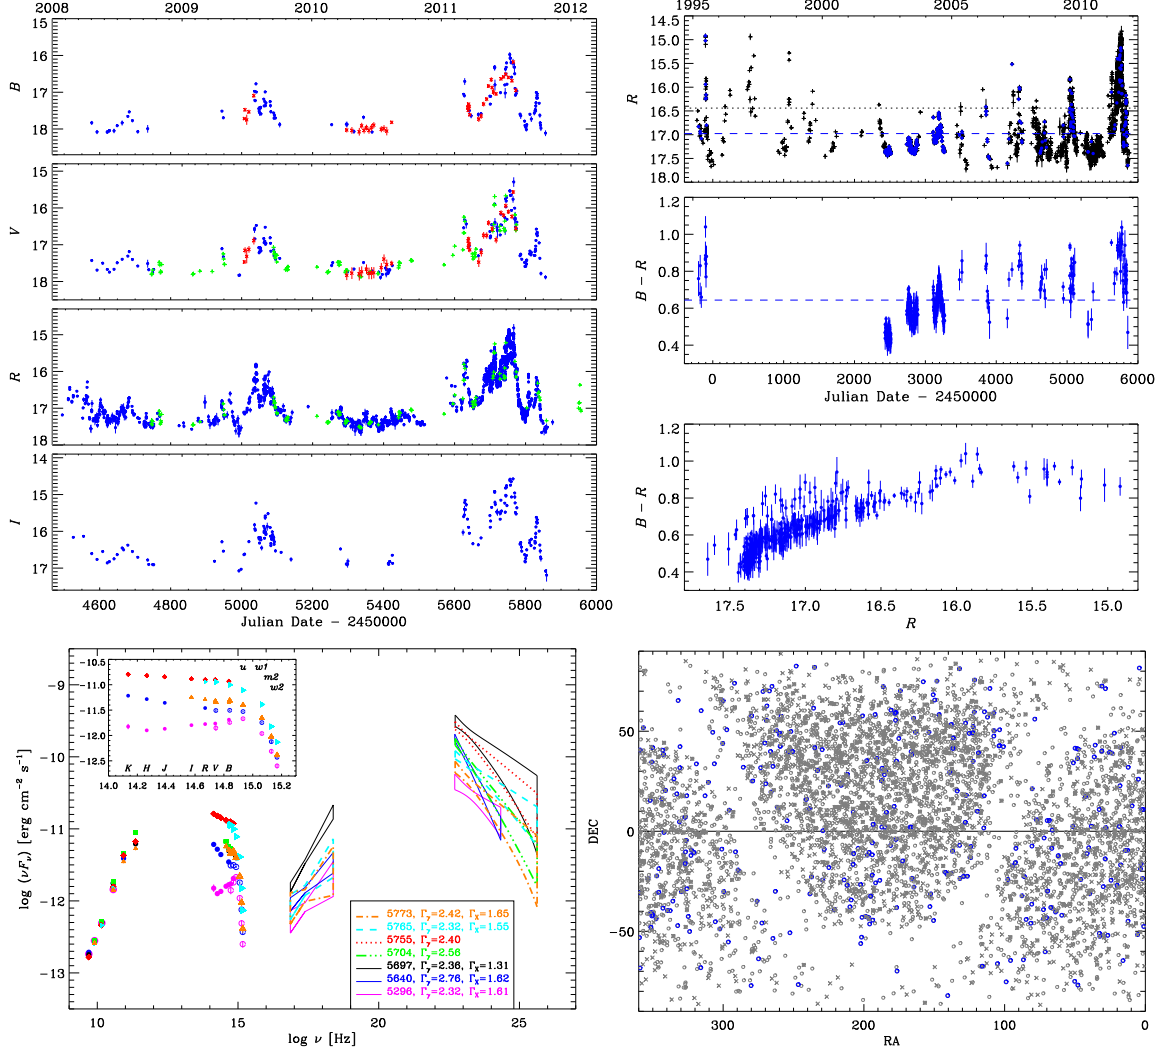 2008 2009 2010 2011 2012
15
16
17
18
B
15
16
17
18
V
15
16
17
18
R
14
15
16
17
I
4600 4800 5000 5200 5400 5600 5800 6000
Julian Date - 2450000
1995 2000 2005 2010
14.5
15.0
15.5
16.0
16.5
17.0
17.5
18.0
R
1.2
1.0
0.8
0.6
0.4
B - R
0 1000 2000 3000 4000 5000 6000
Julian Date - 2450000
1.2
1.0
0.8
0.6
0.4
B - R
17.5 17.0 16.5 16.0 15.5 15.0
R
-9
-10
-11
-12
-13
log (νFν) [erg cm−2 s−1]
-10.5
-11.0
-11.5
-12.0
-12.5
u w1
m2
w2
K H J I R V B
14.0 14.2 14.4 14.6 14.8 15.0 15.2
5773, Γγ=2.42, Γx=1.65
5765, Γγ=2.32, Γx=1.55
5755, Γγ=2.40
5704, Γγ=2.56
5697, Γγ=2.36, Γx=1.31
5640, Γγ=2.76, Γx=1.62
5296, Γγ=2.32, Γx=1.61
10 15 20 25
log ν [Hz]
50
0
-50
DEC
300 200 100 0
RA